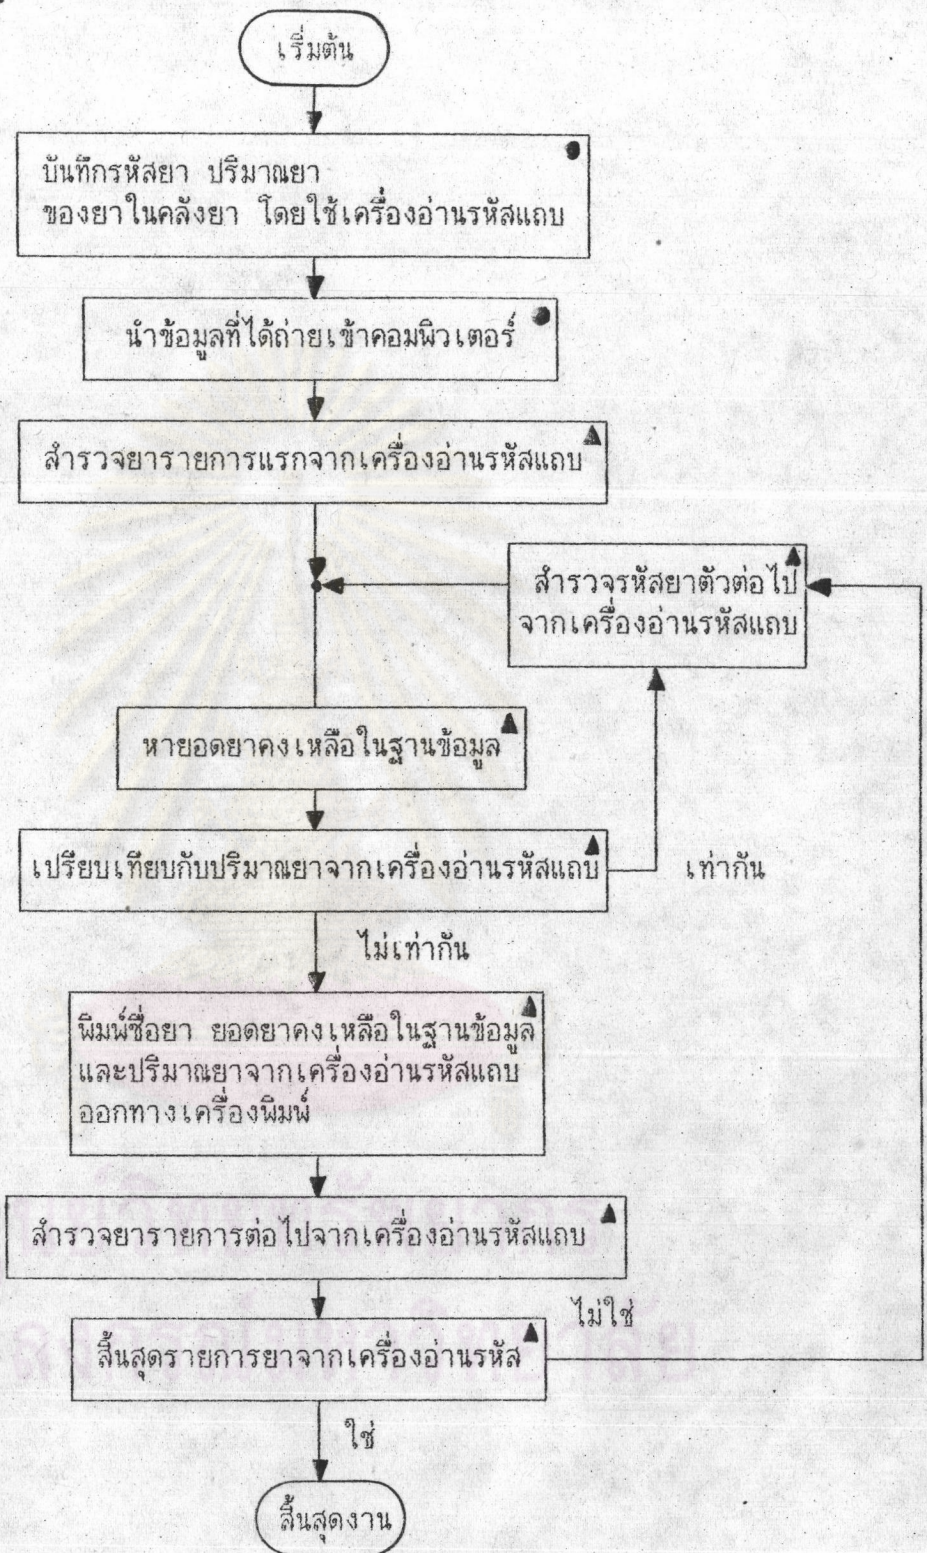 เริ่มต้น
บันทึกรหัสยา ปริมาณยา
ของยาในคลังยา โดยใช้เครื่องอ่านรหัสแถบ
นำข้อมูลที่ได้ถ่ายเข้าคอมพิวเตอร์
สำรวจยารายการแรกจากเครื่องอ่านรหัสแถบ
สำรวจรหัสยาตัวต่อไป
จากเครื่องอ่านรหัสแถบ
หายอดยาคงเหลือในฐานข้อมูล
เปรียบเทียบกับปริมาณยาจากเครื่องอ่านรหัสแถบ
เท่ากัน
ไม่เท่ากัน
พิมพ์ชื่อยา ยอดยาคงเหลือในฐานข้อมูล
และปริมาณยาจากเครื่องอ่านรหัสแถบ
ออกทางเครื่องพิมพ์
สำรวจยารายการต่อไปจากเครื่องอ่านรหัสแถบ
ไม่ใช่
สิ้นสุดรายการยาจากเครื่องอ่านรหัส
ใช่
สิ้นสุดงาน